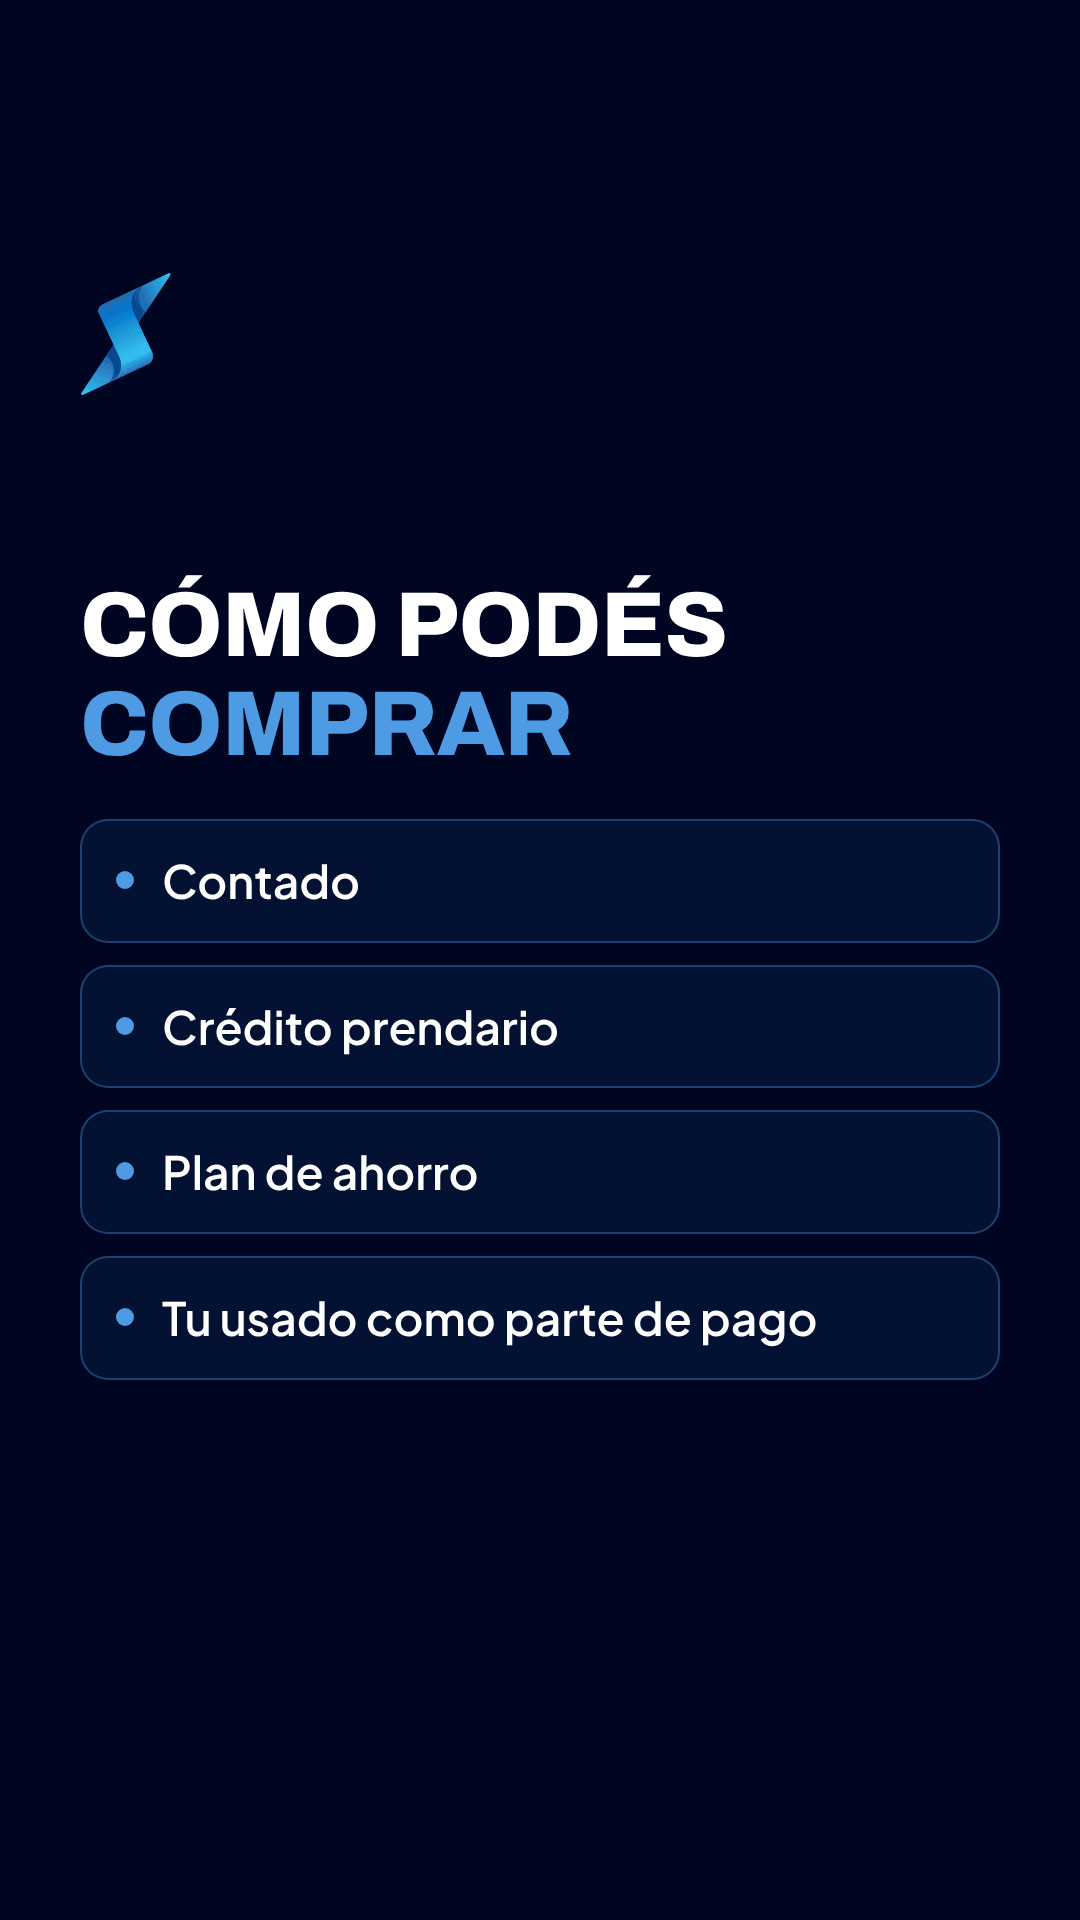 CÓMO PODÉS
COMPRAR
Contado
Crédito prendario
Plan de ahorro
Tu usado como parte de pago